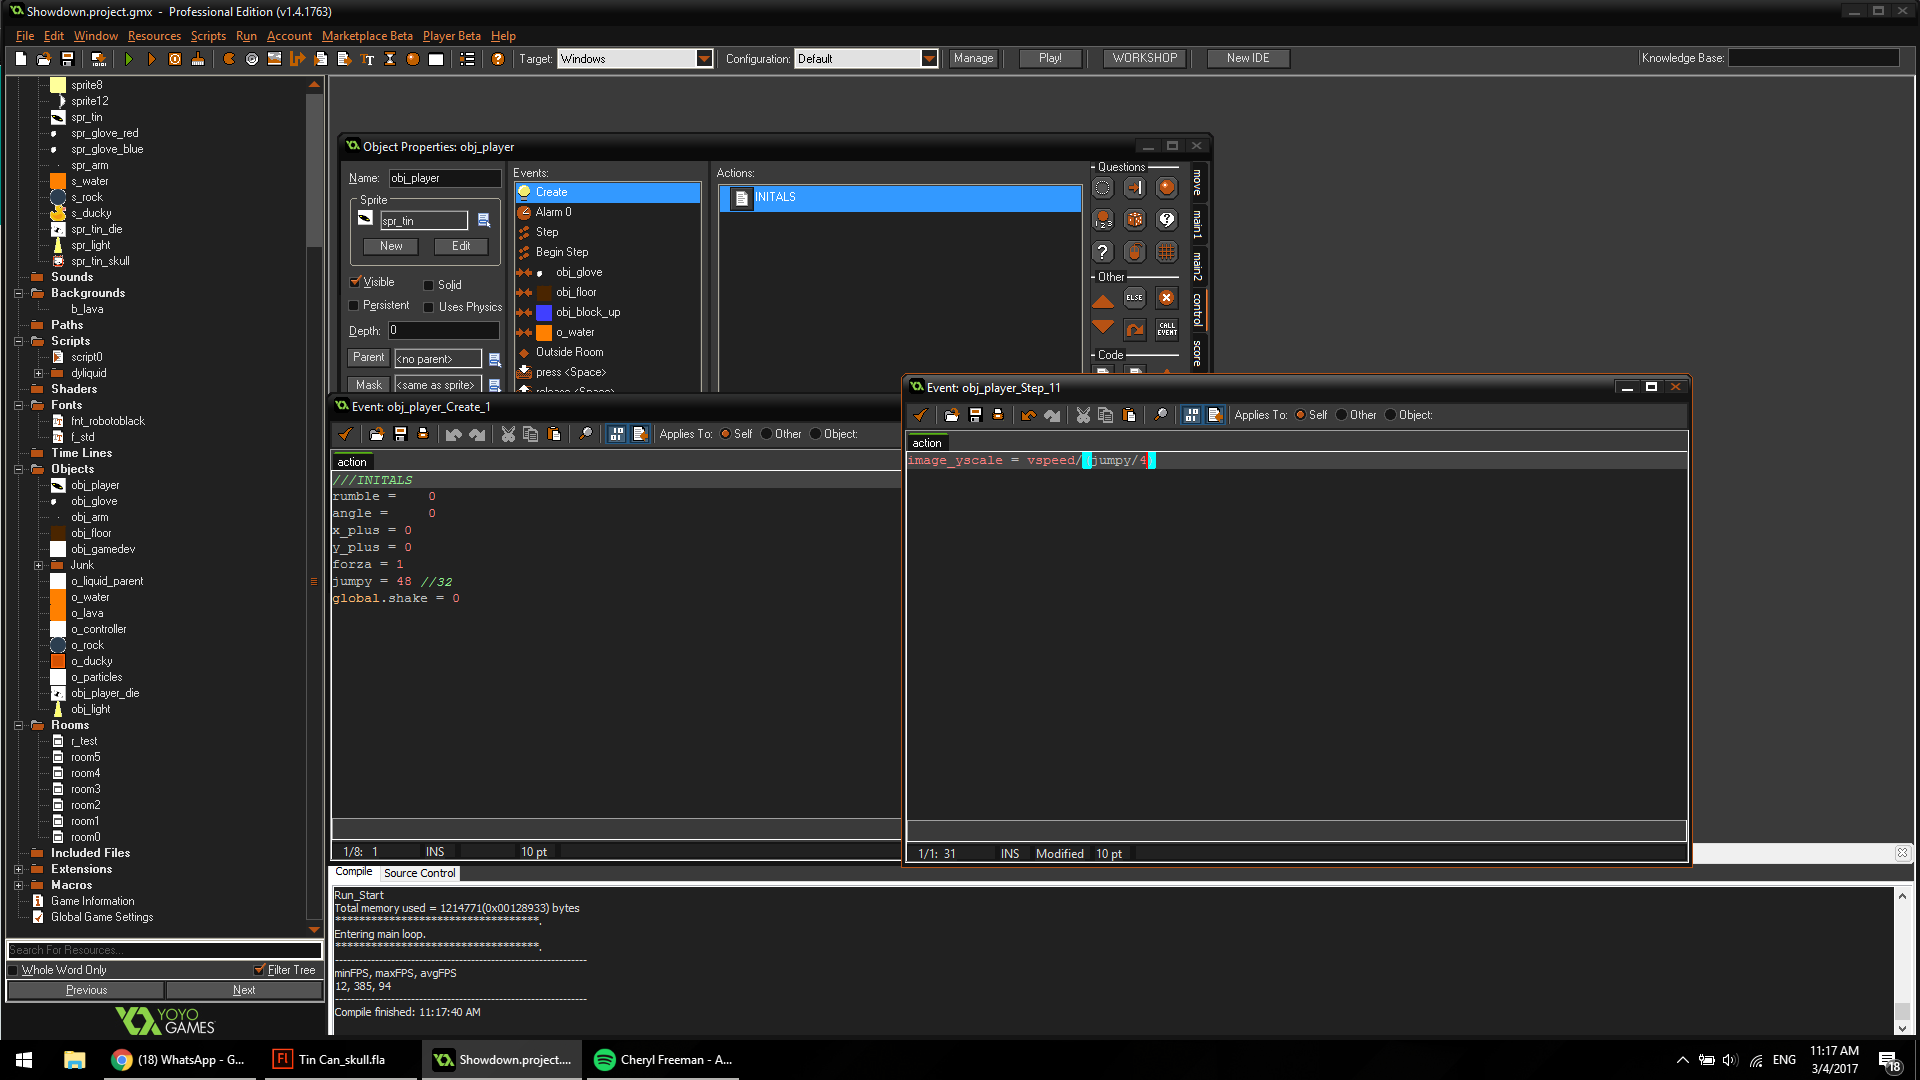 Showdown.project.gmx - Professional Edition (v1.4.1763)
File Edit Window Resources Scripts Run Account Marketplace Beta Player Beta Help
Target: Windows Configuration: Default Manage Play! WORKSHOP New IDE Knowledge Base:
sprite8
sprite12
spr_tin
spr_glove_red
spr_glove_blue
spr_arm
s_water
s_rock
s_ducky
spr_tin_die
spr_light
spr_tin_skull
Sounds
Backgrounds
b_lava
Paths
Scripts
script0
dyliquid
Shaders
Fonts
fnt_robotoblack
f_std
Time Lines
Objects
obj_player
obj_glove
obj_arm
obj_floor
obj_gamedev
Junk
o_liquid_parent
o_water
o_lava
o_controller
o_rock
o_ducky
o_particles
obj_player_die
obj_light
Rooms
r_test
room5
room4
room3
room2
room1
room0
Included Files
Extensions
Macros
Game Information
Global Game Settings
Search For Resources...
Whole Word Only Filter Tree
Previous Next
YOYO
GAMES
Object Properties: obj_player
Name: obj_player
Sprite
spr_tin
New Edit
Visible Solid
Persistent Uses Physics
Depth: 0
Parent <no parent>
Mask <same as sprite>
Events:
Create
Alarm 0
Step
Begin Step
obj_glove
obj_floor
obj_block_up
o_water
Outside Room
press <Space>
release <Space>
Actions:
INITALS
Questions
Other
ELSE
CALL
EVENT
Code
move
main1
main2
control
score
Event: obj_player_Create_1
Applies To: Self Other Object:
action
///INITALS
rumble = 0
angle = 0
x_plus = 0
y_plus = 0
forza = 1
jumpy = 48 //32
global.shake = 0
1/8: 1 INS 10 pt
Event: obj_player_Step_11
Applies To: Self Other Object:
action
image_yscale = vspeed/(jumpy/4)
1/1: 31 INS Modified 10 pt
Compile Source Control
Run_Start
Total memory used = 1214771(0x00128933) bytes
Entering main loop.
minFPS, maxFPS, avgFPS
12, 385, 94
Compile finished: 11:17:40 AM
(18) WhatsApp - G...
Tin Can_skull.fla
Showdown.project....
Cheryl Freeman - A...
ENG
11:17 AM
3/4/2017
18